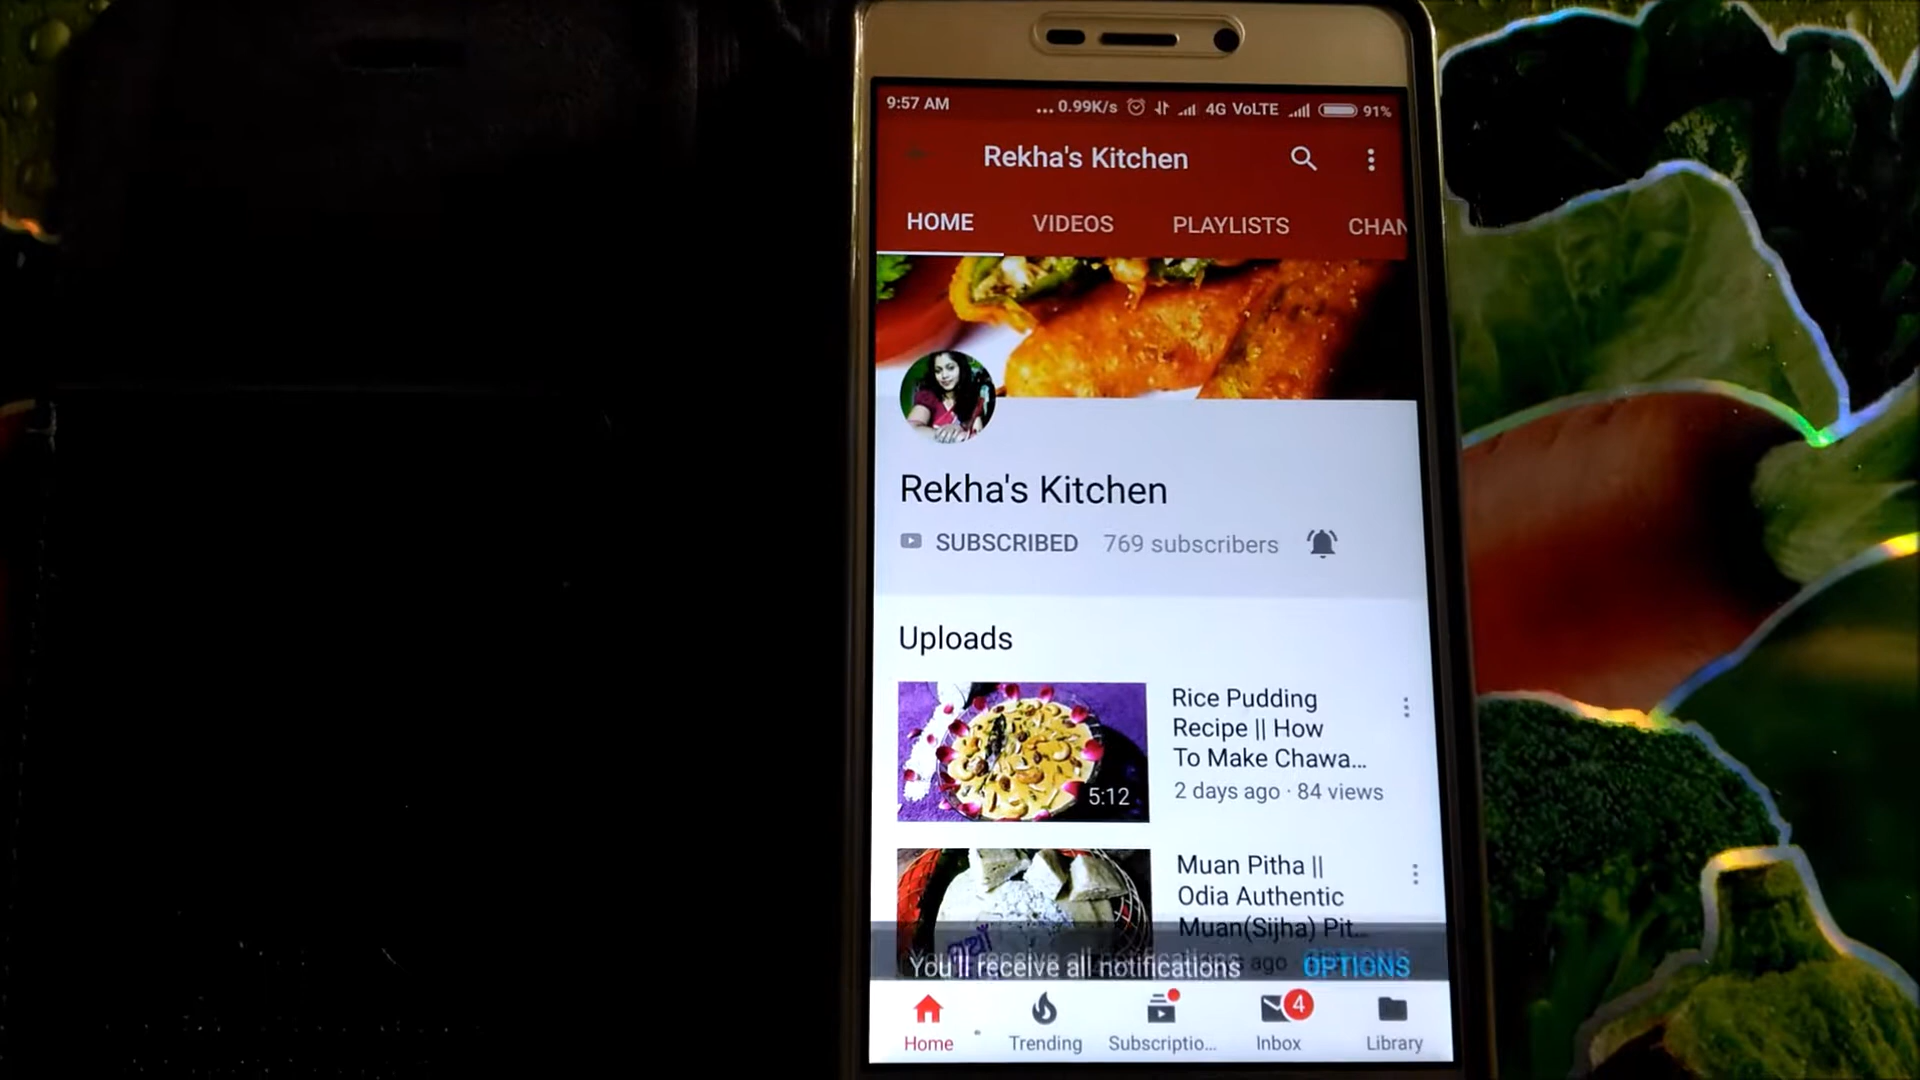 9:57 AM ... 0.99K/s 4G VoLTE 91%
Rekha's Kitchen
HOME VIDEOS PLAYLISTS CHAN
Rekha's Kitchen
SUBSCRIBED 769 subscribers
Uploads
Rice Pudding
Recipe || How
To Make Chawa...
2 days ago · 84 views
5:12
Muan Pitha ||
Odia Authentic
Muan(Sijha) Pit...
ago
You'll receive all notifications OPTIONS
4
Home Trending Subscriptio... Inbox Library